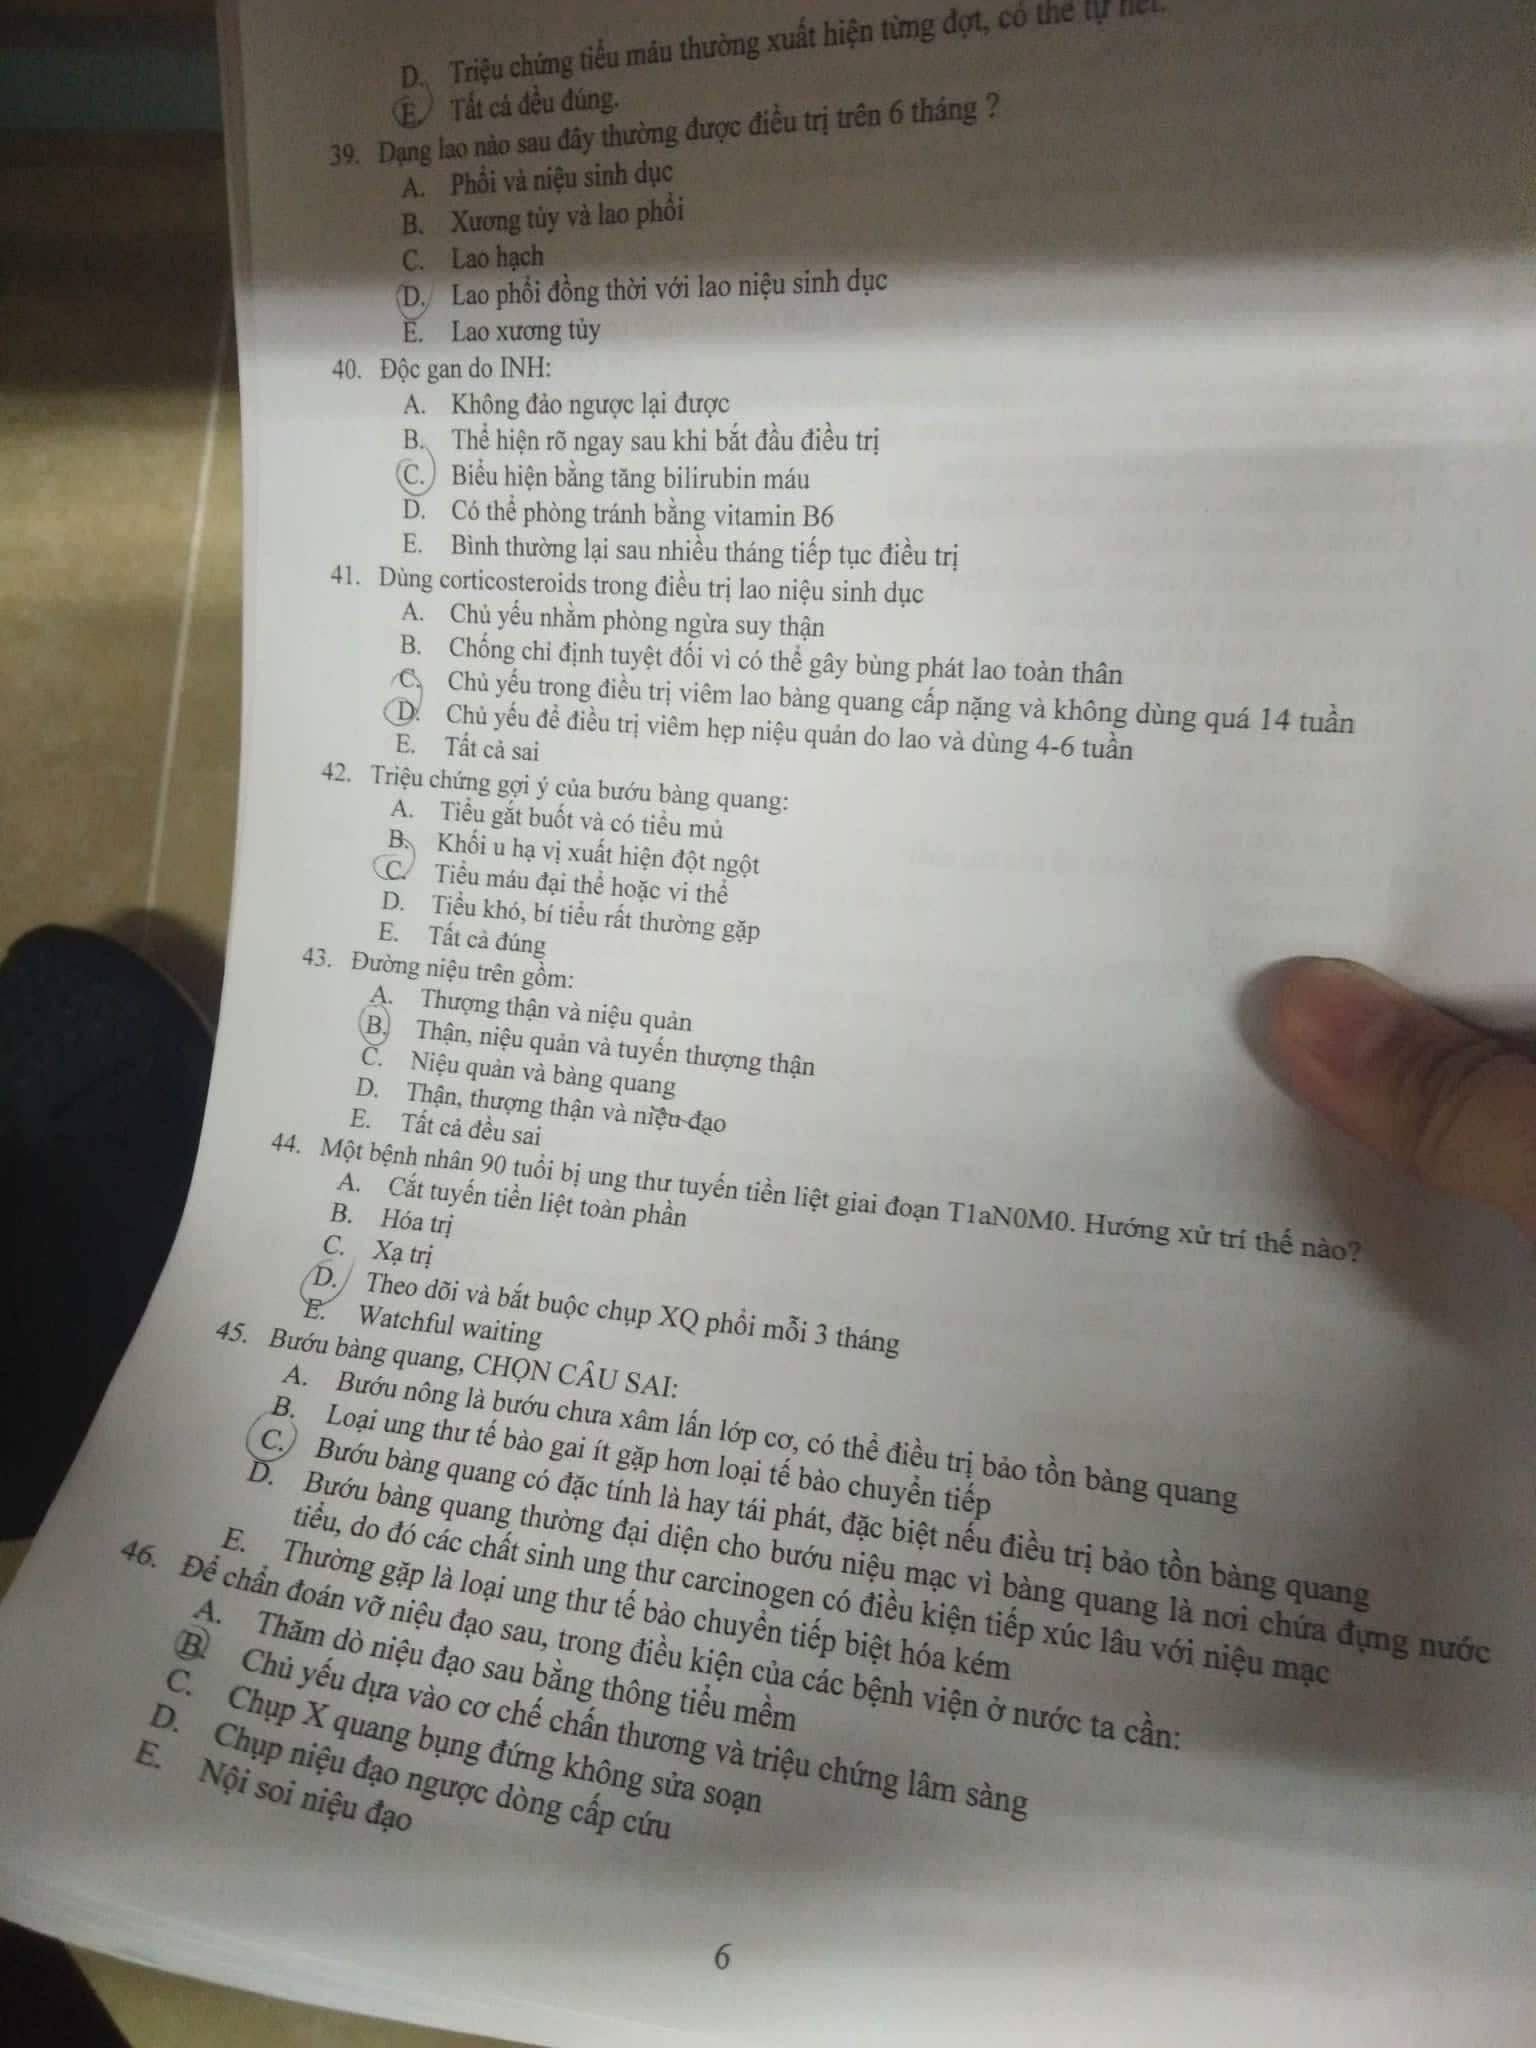 D. Triệu chứng tiểu máu thường xuất hiện từng đợt, có thể tự hết.
E. Tất cả đều đúng.
39. Dạng lao nào sau đây thường được điều trị trên 6 tháng ?
A. Phổi và niệu sinh dục
B. Xương tủy và lao phổi
C. Lao hạch
D. Lao phổi đồng thời với lao niệu sinh dục
E. Lao xương tủy
40. Độc gan do INH:
A. Không đảo ngược lại được
B. Thể hiện rõ ngay sau khi bắt đầu điều trị
C. Biểu hiện bằng tăng bilirubin máu
D. Có thể phòng tránh bằng vitamin B6
E. Bình thường lại sau nhiều tháng tiếp tục điều trị
41. Dùng corticosteroids trong điều trị lao niệu sinh dục
A. Chủ yếu nhằm phòng ngừa suy thận
B. Chống chỉ định tuyệt đối vì có thể gây bùng phát lao toàn thân
C. Chủ yếu trong điều trị viêm lao bàng quang cấp nặng và không dùng quá 14 tuần
D. Chủ yếu để điều trị viêm hẹp niệu quản do lao và dùng 4-6 tuần
E. Tất cả sai
42. Triệu chứng gợi ý của bướu bàng quang:
A. Tiểu gắt buốt và có tiểu mủ
B. Khối u hạ vị xuất hiện đột ngột
C. Tiểu máu đại thể hoặc vi thể
D. Tiểu khó, bí tiểu rất thường gặp
E. Tất cả đúng
43. Đường niệu trên gồm:
A. Thượng thận và niệu quản
B. Thận, niệu quản và tuyến thượng thận
C. Niệu quản và bàng quang
D. Thận, thượng thận và niệu đạo
E. Tất cả đều sai
44. Một bệnh nhân 90 tuổi bị ung thư tuyến tiền liệt giai đoạn T1aN0M0. Hướng xử trí thế nào?
A. Cắt tuyến tiền liệt toàn phần
B. Hóa trị
C. Xạ trị
D. Theo dõi và bắt buộc chụp XQ phổi mỗi 3 tháng
E. Watchful waiting
45. Bướu bàng quang, CHỌN CÂU SAI:
A. Bướu nông là bướu chưa xâm lấn lớp cơ, có thể điều trị bảo tồn bàng quang
B. Loại ung thư tế bào gai ít gặp hơn loại tế bào chuyển tiếp
C. Bướu bàng quang có đặc tính là hay tái phát, đặc biệt nếu điều trị bảo tồn bàng quang
D. Bướu bàng quang thường đại diện cho bướu niệu mạc vì bàng quang là nơi chứa đựng nước
tiểu, do đó các chất sinh ung thư carcinogen có điều kiện tiếp xúc lâu với niệu mạc
E. Thường gặp là loại ung thư tế bào chuyển tiếp biệt hóa kém
46. Để chẩn đoán vỡ niệu đạo sau, trong điều kiện của các bệnh viện ở nước ta cần:
A. Thăm dò niệu đạo sau bằng thông tiểu mềm
B. Chủ yếu dựa vào cơ chế chấn thương và triệu chứng lâm sàng
C. Chụp X quang bụng đứng không sửa soạn
D. Chụp niệu đạo ngược dòng cấp cứu
E. Nội soi niệu đạo
6